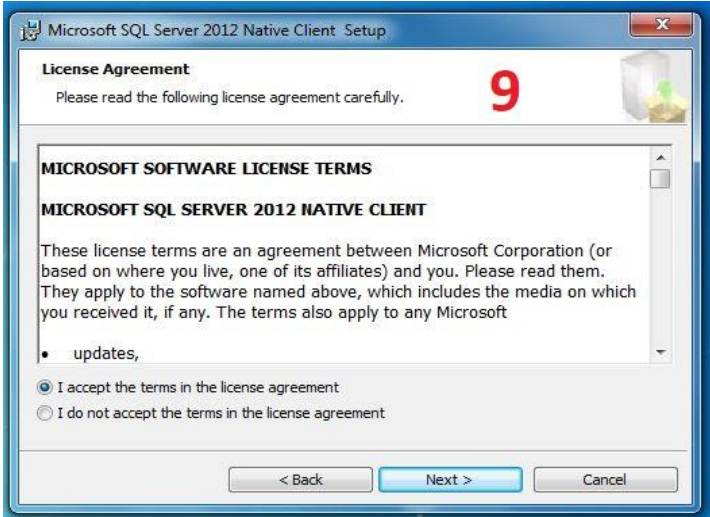 Microsoft SQL Server 2012 Native Client Setup
License Agreement
Please read the following license agreement carefully.
9
MICROSOFT SOFTWARE LICENSE TERMS
MICROSOFT SQL SERVER 2012 NATIVE CLIENT
These license terms are an agreement between Microsoft Corporation (or
based on where you live, one of its affiliates) and you. Please read them.
They apply to the software named above, which includes the media on which
you received it, if any. The terms also apply to any Microsoft
• updates,
I accept the terms in the license agreement
I do not accept the terms in the license agreement
< Back
Next >
Cancel